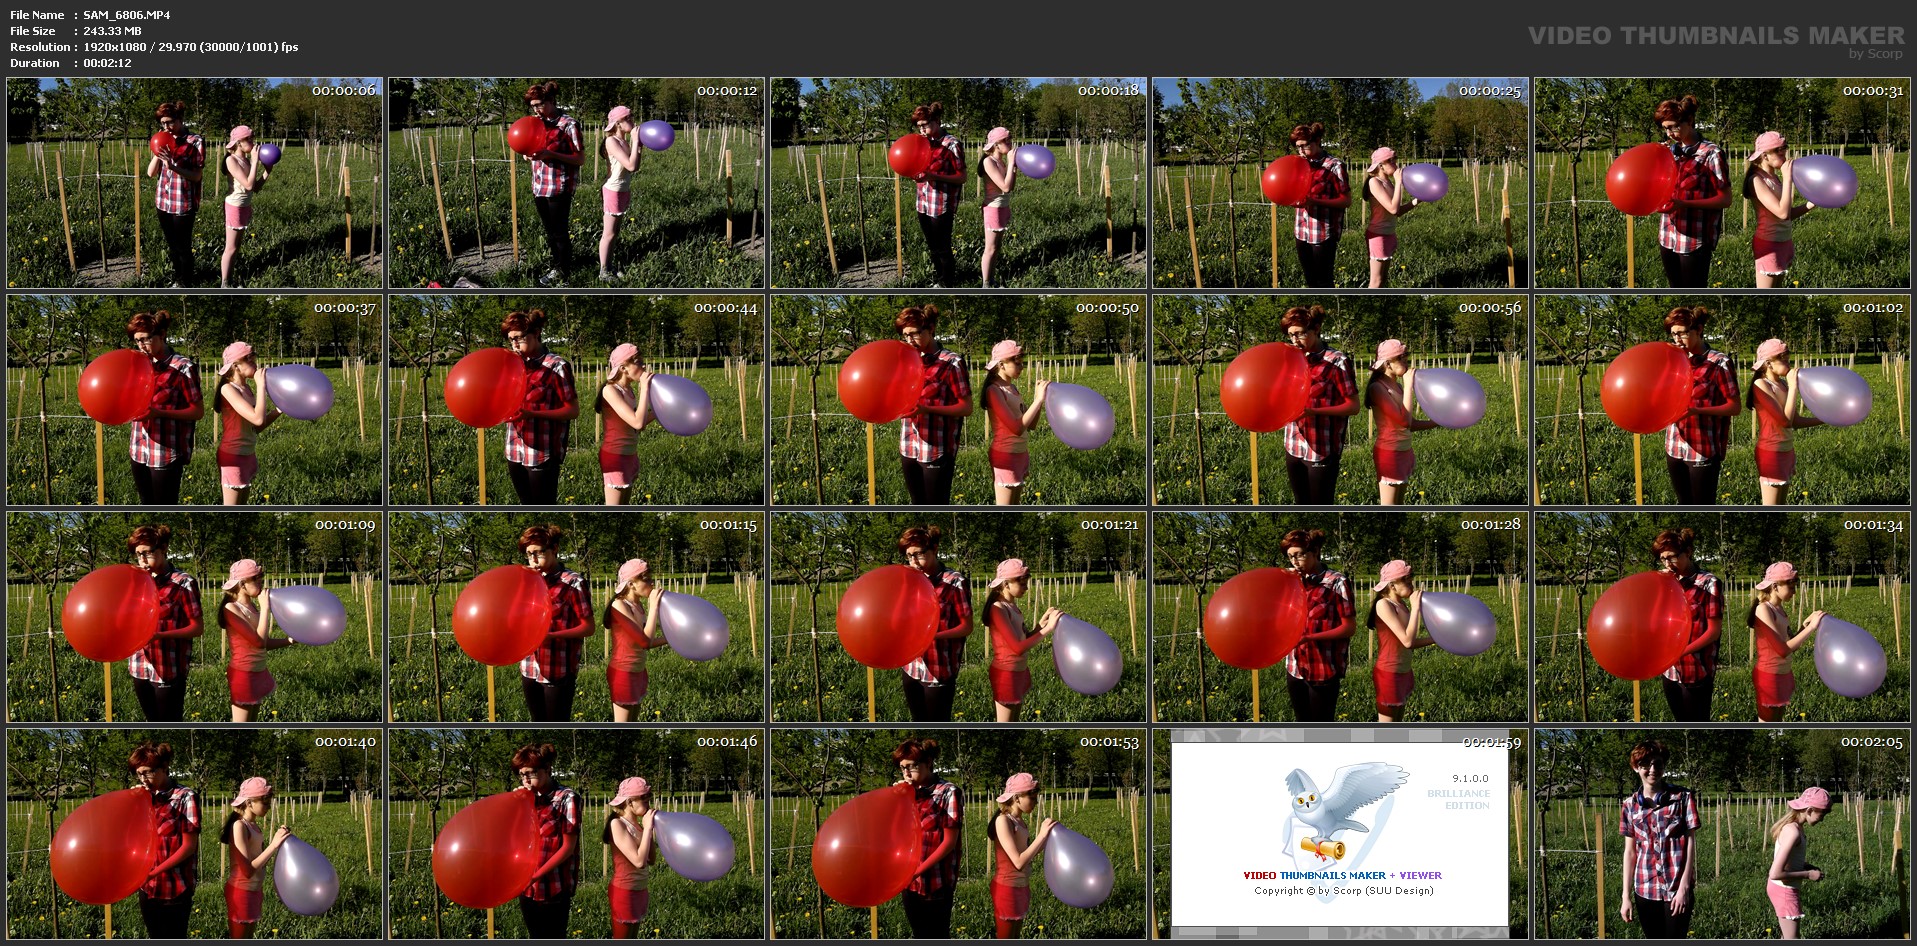 File Name : SAM_6806.MP4
File Size : 243.33 MB
Resolution : 1920x1080 / 29.970 (30000/1001) fps
Duration : 00:02:12
VIDEO THUMBNAILS MAKER
by Scorp
00:00:06
00:00:12
00:00:18
00:00:25
00:00:31
00:00:37
00:00:44
00:00:50
00:00:56
00:01:02
00:01:09
00:01:15
00:01:21
00:01:28
00:01:34
00:01:40
00:01:46
00:01:53
00:01:59
9.1.0.0
BRILLIANCE
EDITION
VIDEO THUMBNAILS MAKER + VIEWER
Copyright © by Scorp (SUU Design)
00:02:05